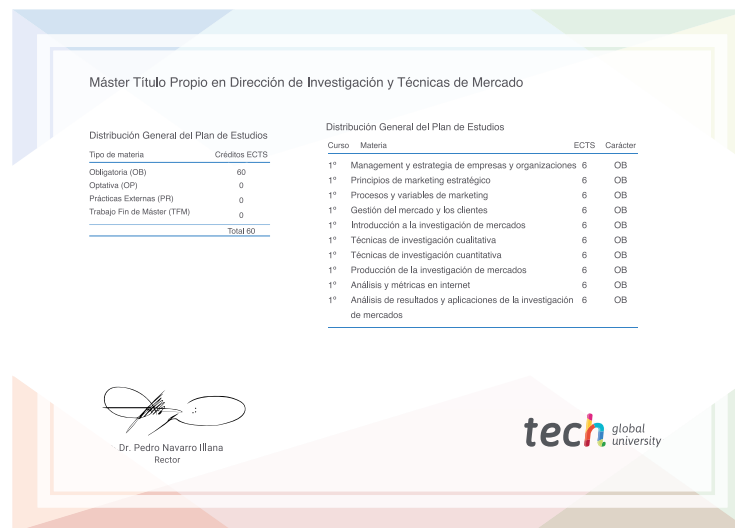 Máster Título Propio en Dirección de Investigación y Técnicas de Mercado
Distribución General del Plan de Estudios
Tipo de materia Créditos ECTS
Obligatoria (OB) 60
Optativa (OP) 0
Prácticas Externas (PR) 0
Trabajo Fin de Máster (TFM) 0
Total 60
Distribución General del Plan de Estudios
Curso Materia ECTS Carácter
1º Management y estrategia de empresas y organizaciones 6 OB
1º Principios de marketing estratégico 6 OB
1º Procesos y variables de marketing 6 OB
1º Gestión del mercado y los clientes 6 OB
1º Introducción a la investigación de mercados 6 OB
1º Técnicas de investigación cualitativa 6 OB
1º Técnicas de investigación cuantitativa 6 OB
1º Producción de la investigación de mercados 6 OB
1º Análisis y métricas en internet 6 OB
1º Análisis de resultados y aplicaciones de la investigación 6 OB
de mercados
Dr. Pedro Navarro Illana
Rector
tech global
university